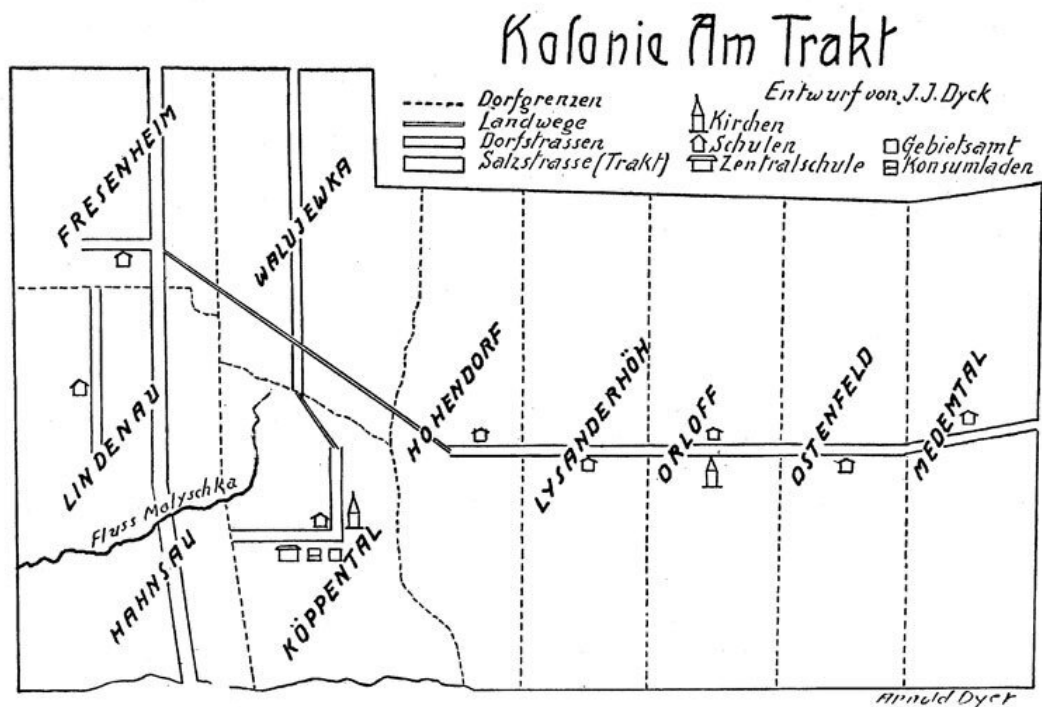 Kolonie Am Trakt
Entwurf von J.J. Dyck
Dorfgrenzen
Landwege
Dorfstrassen
Salzstrasse (Trakt)
Kirchen
Schulen
Zentralschule
Gebietsamt
Konsumladen
FRESENHEIM
WALUJEWKA
LINDENAU
Fluss Malyschka
HAHNSAU
KÖPPENTAL
HOHENDORF
LYSANDERHÖH
ORLOFF
OSTENFELD
MEDEMTAL
Arnold Dyck